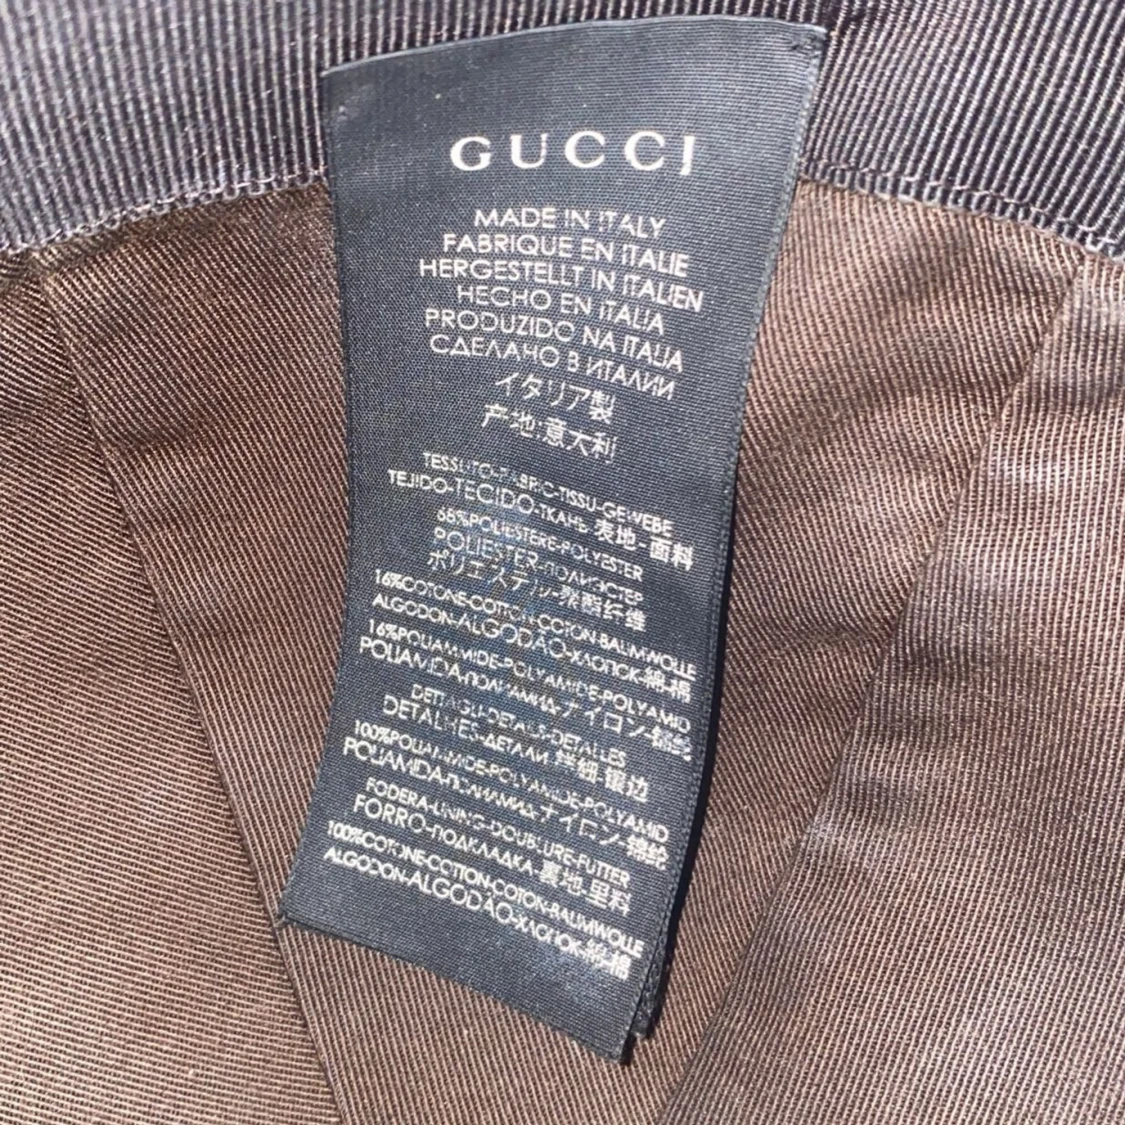 GUCCI
MADE IN ITALY
FABRIQUE EN ITALIE
HERGESTELLT IN ITALIEN
HECHO EN ITALIA
PRODUZIDO NA ITALIA
СДЕЛАНО В ИТАЛИИ
イタリア製
产地:意大利
TESSUTO-FABRIC-TISSU-GEWEBE
TEJIDO-TECIDO-ТКАНЬ-表地-面料
68%POLIESTERE-POLYESTER
POLIESTER-ПОЛИЭСТЕР
ポリエステル-聚酯纤维
16%COTONE-COTTON-COTON-BAUMWOLLE
ALGODON-ALGODÃO-ХЛОПОК-綿-棉
16%POLIAMMIDE-POLYAMIDE-POLYAMID
POLIAMIDA-ПОЛИАМИД-ナイロン-锦纶
DETTAGLI-DETAILS-DETALLES
DETALHES-ДЕТАЛИ-詳細-镶边
100%POLIAMMIDE-POLYAMIDE-POLYAMID
POLIAMIDA-ПОЛИАМИД-ナイロン-锦纶
FODERA-LINING-DOUBLURE-FUTTER
FORRO-ПОДКЛАДКА-裏地-里料
100%COTONE-COTTON-COTON-BAUMWOLLE
ALGODON-ALGODÃO-ХЛОПОК-綿-棉